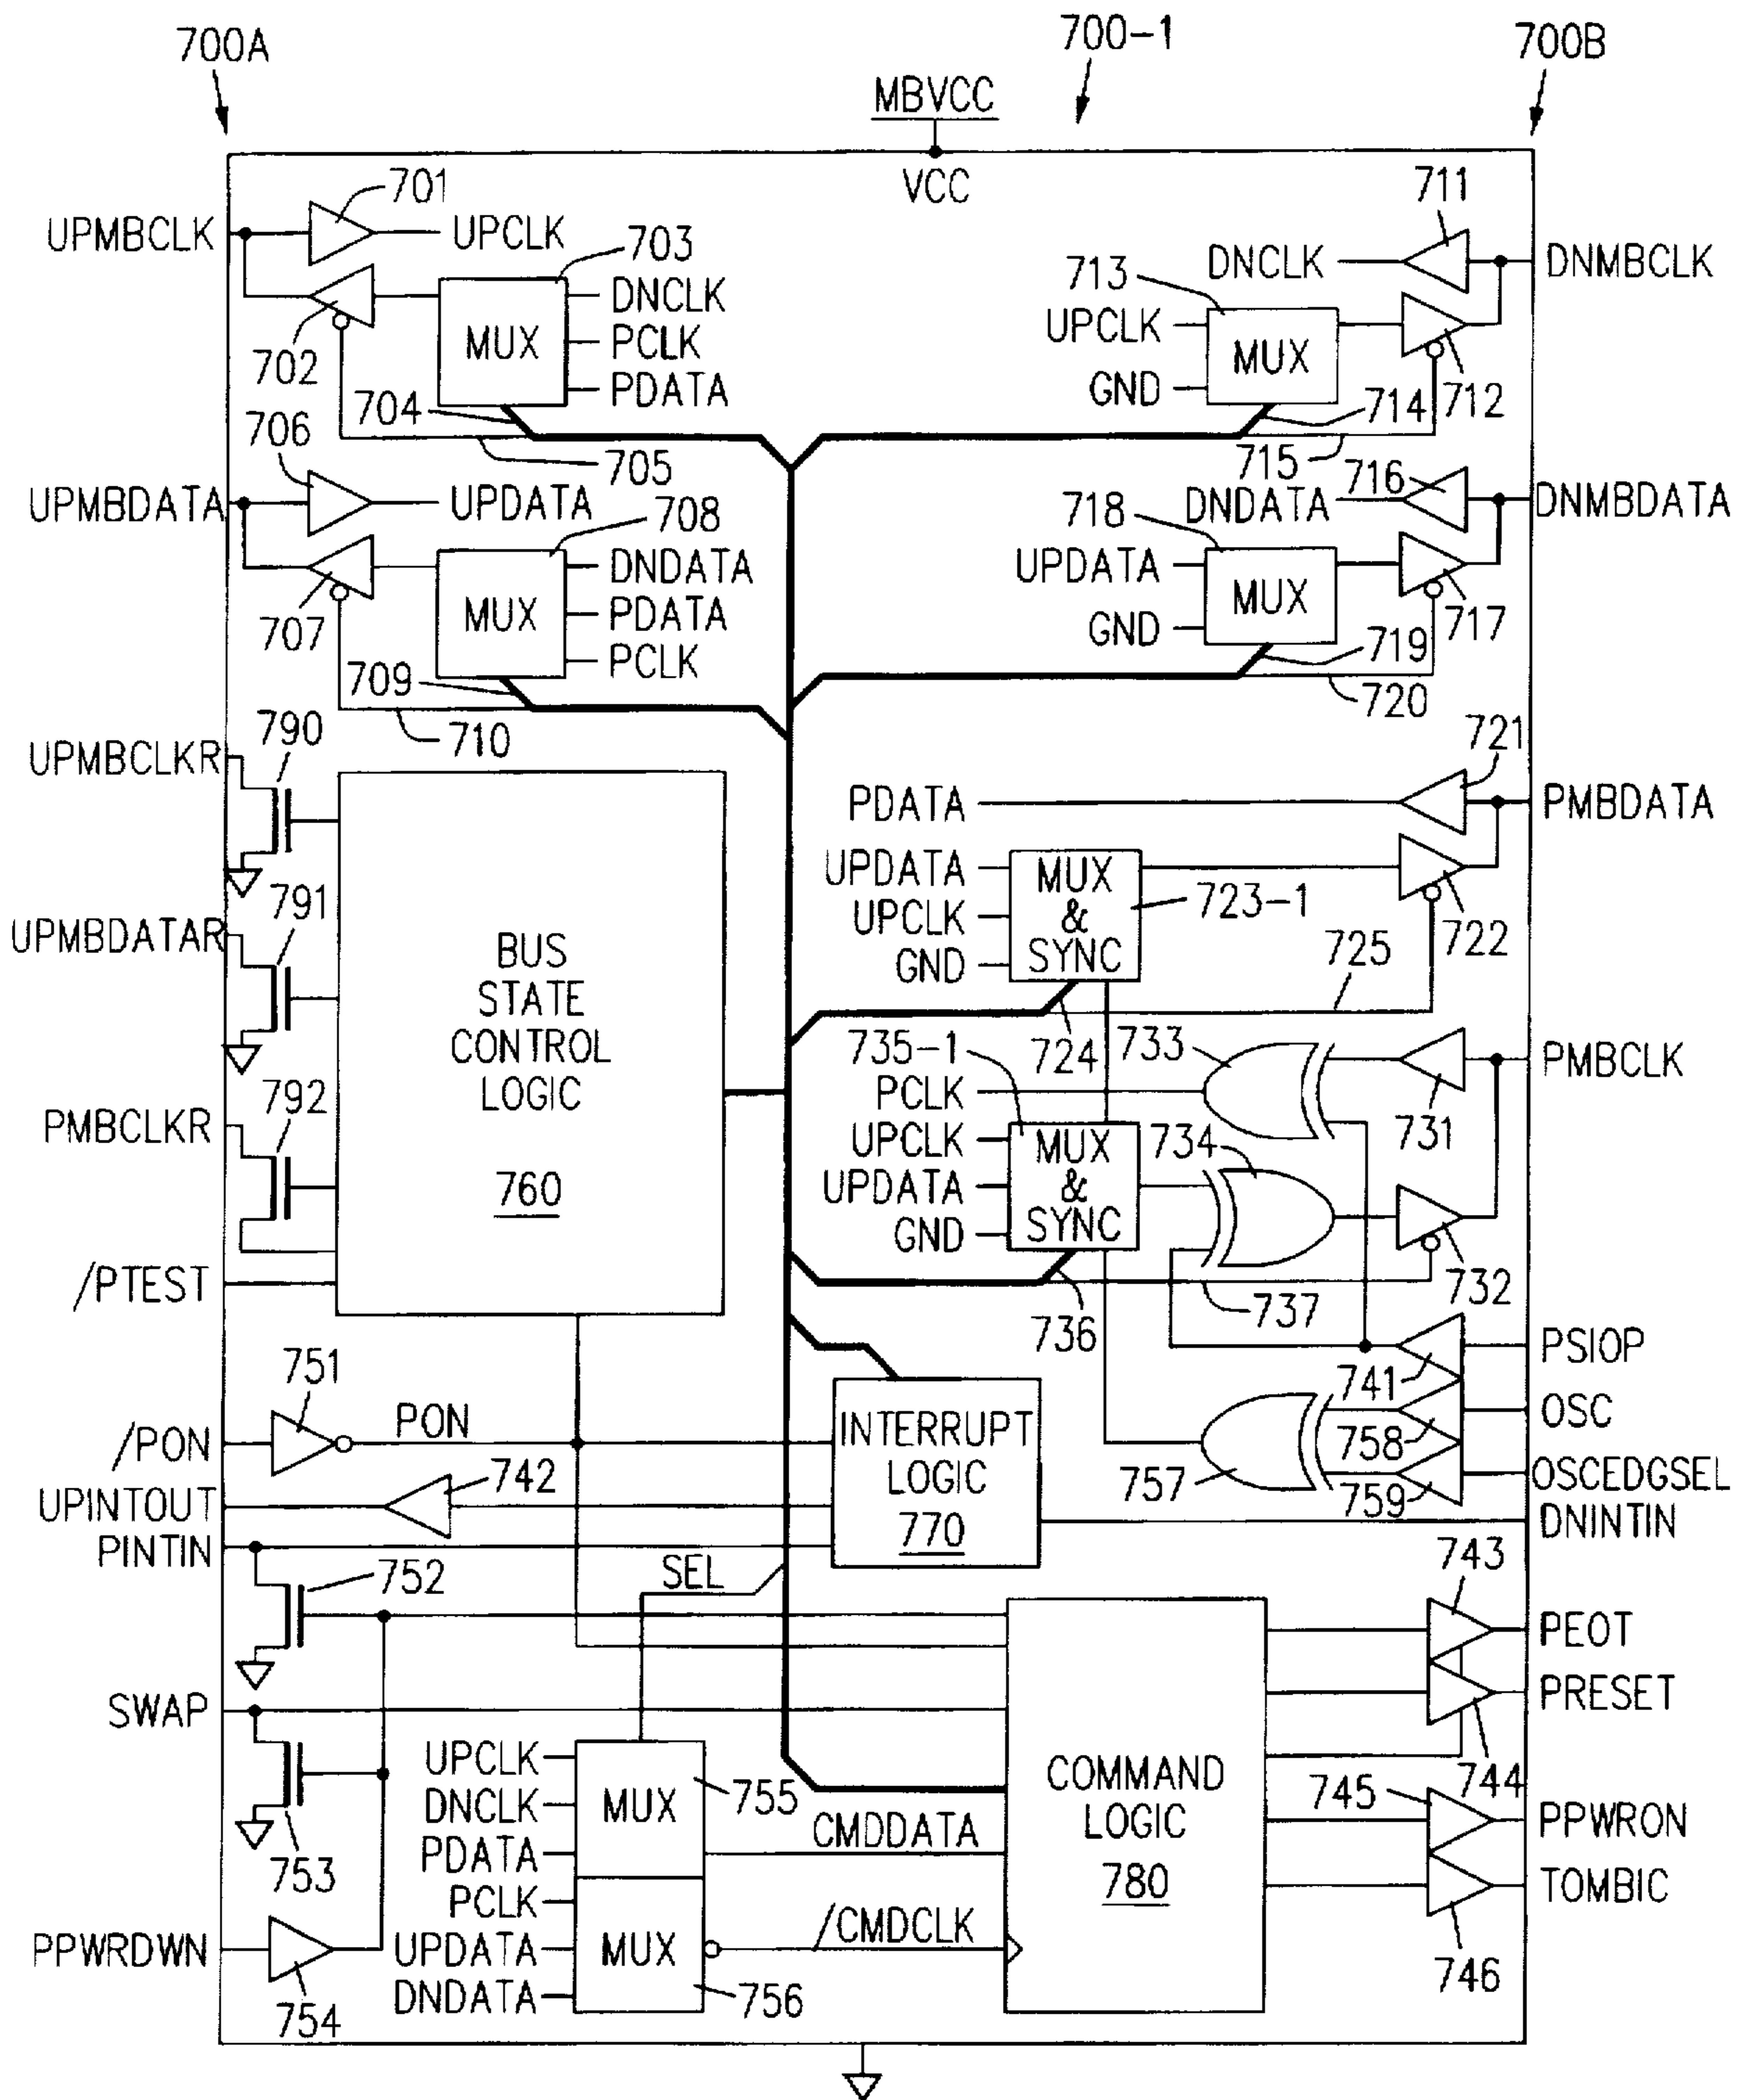 700A
700-1
700B
MBVCC
VCC
701
711
UPMBCLK
UPCLK
703
DNCLK
DNMBCLK
713
DNCLK
UPCLK
MUX
PCLK
MUX
702
PDATA
GND
712
704
714
706
705
715
716
UPMBDATA
UPDATA
708
718
DNDATA
DNMBDATA
DNDATA
UPDATA
MUX
PDATA
MUX
707
PCLK
GND
717
709
719
710
720
790
UPMBCLKR
721
PDATA
PMBDATA
UPDATA
MUX
&
SYNC
723-1
UPCLK
722
GND
725
791
UPMBDATAR
BUS
STATE
CONTROL
LOGIC
760
724
733
735-1
PCLK
PMBCLK
731
792
PMBCLKR
UPCLK
MUX
&
SYNC
734
UPDATA
GND
732
/PTEST
737
736
PSIOP
741
751
PON
/PON
INTERRUPT
LOGIC
770
OSC
758
757
759
OSCEDGSEL
742
UPINTOUT
DNINTIN
PINTIN
743
752
SEL
PEOT
PRESET
SWAP
744
UPCLK
MUX
755
DNCLK
COMMAND
LOGIC
780
745
PPWRON
753
PDATA
CMDDATA
TOMBIC
PCLK
/CMDCLK
PPWRDWN
UPDATA
MUX
746
DNDATA
756
754